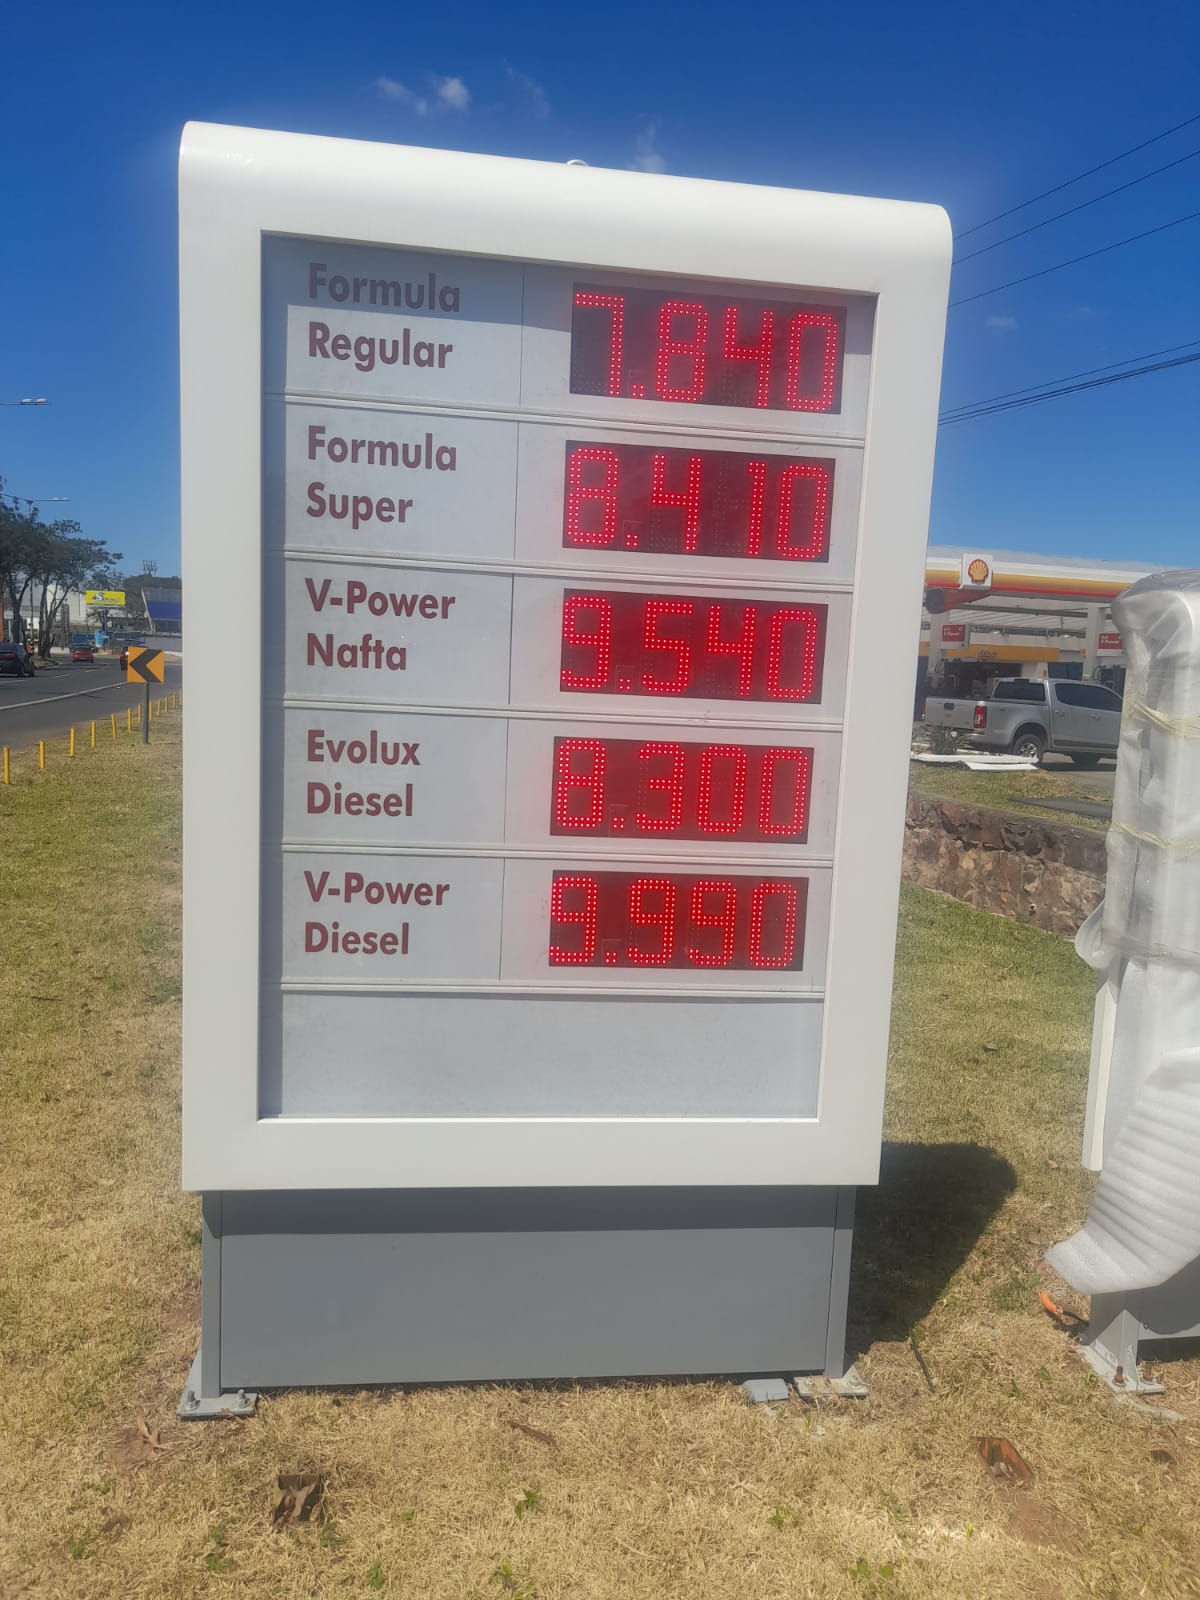 Formula
Regular
7.840
Formula
Super
8.410
V-Power
Nafta
9.540
Evolux
Diesel
8.300
V-Power
Diesel
9.990